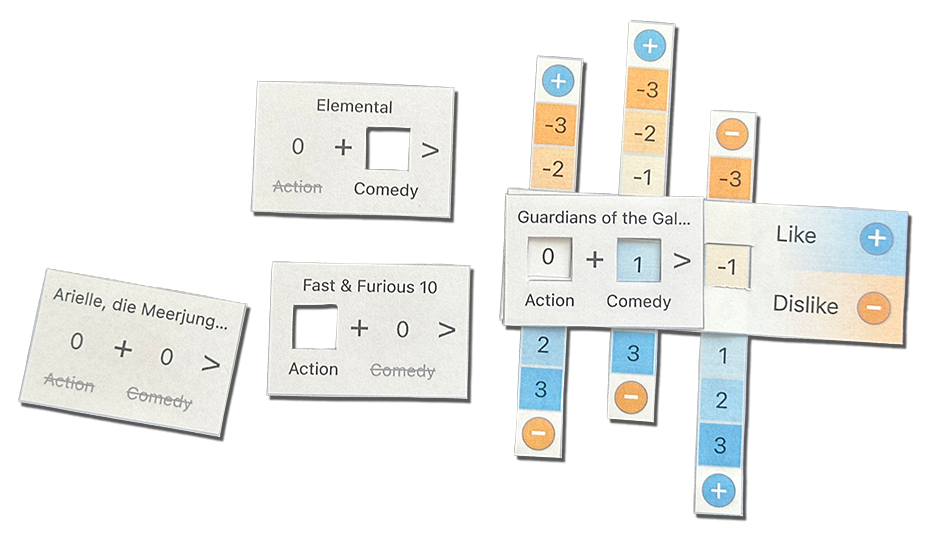 Elemental
0 + >
Action Comedy
Arielle, die Meerjung...
0 + 0 >
Action Comedy
Fast & Furious 10
+ 0 >
Action Comedy
+
-3
-2
+
-3
-2
-1
−
-3
Guardians of the Gal...
0 + 1 > -1
Action Comedy
Like +
Dislike −
2
3
−
3
−
1
2
3
+